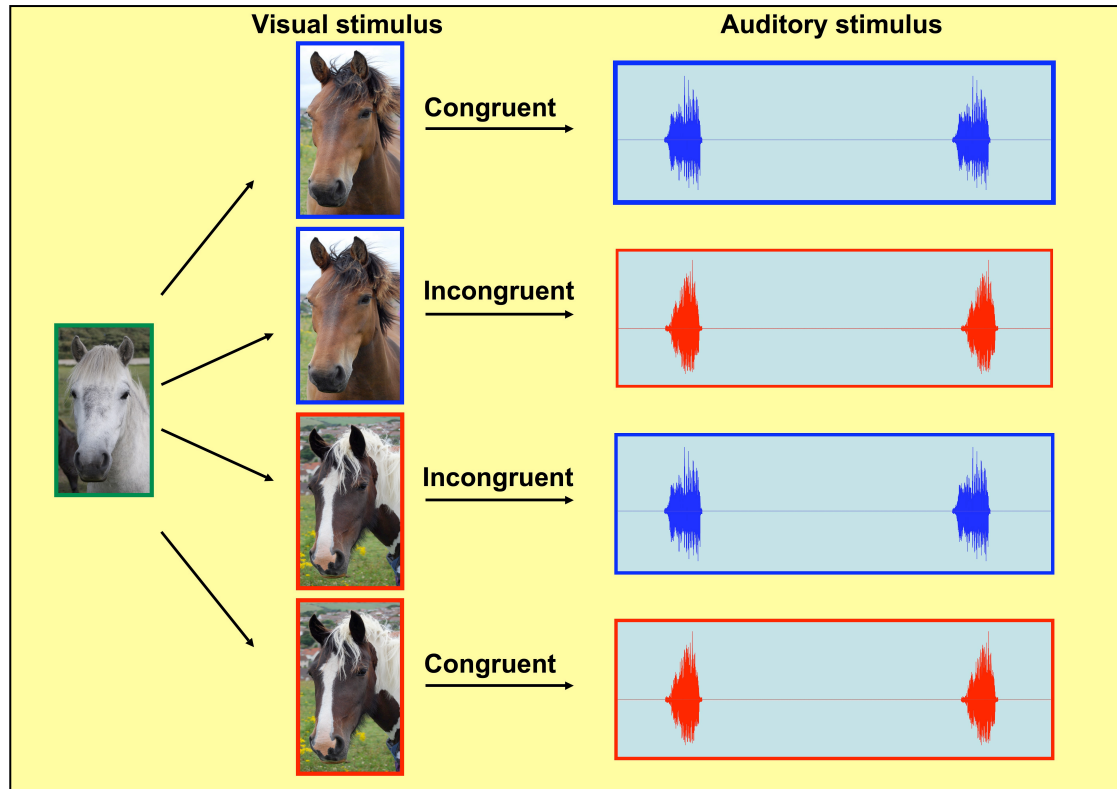 Visual stimulus
Auditory stimulus
Congruent
Incongruent
Incongruent
Congruent